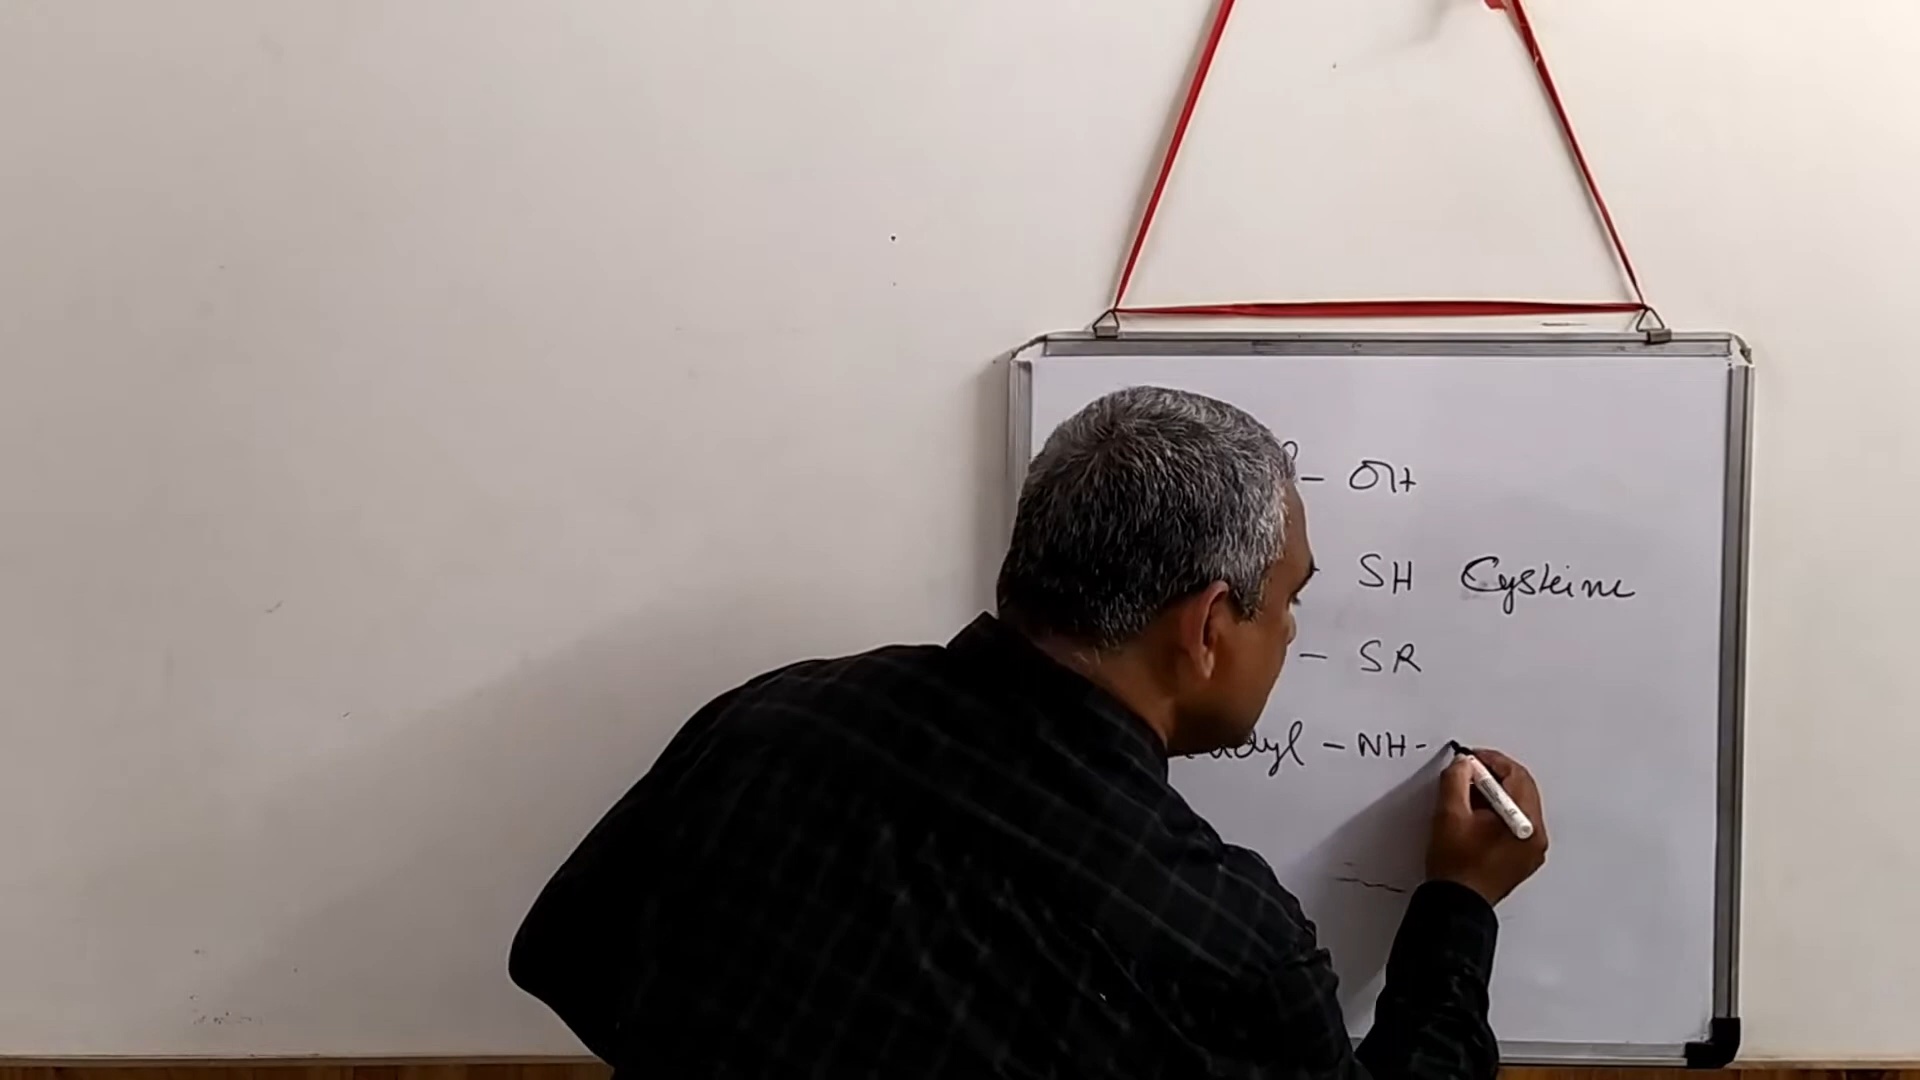 - OH
SH Cysteine
- SR
- NH -